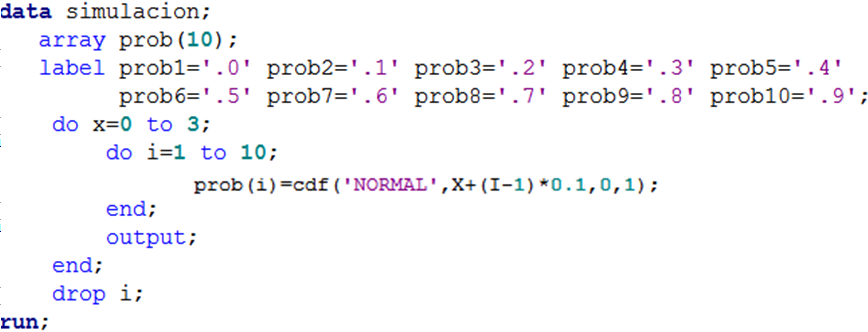 data simulacion;
array prob(10);
label prob1='.0' prob2='.1' prob3='.2' prob4='.3' prob5='.4'
prob6='.5' prob7='.6' prob8='.7' prob9='.8' prob10='.9';
do x=0 to 3;
do i=1 to 10;
prob(i)=cdf('NORMAL',X+(I-1)*0.1,0,1);
end;
output;
end;
drop i;
run;